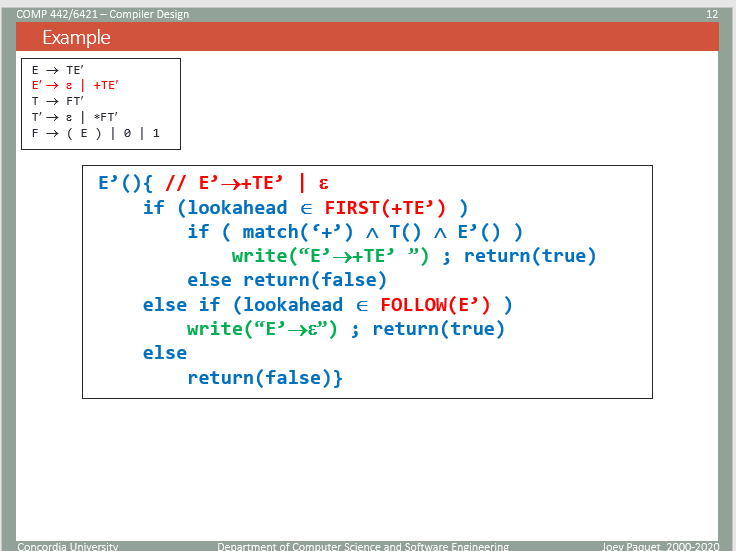 COMP 442/6421 – Compiler Design 12
Example
E → TE′
E′→ ε | +TE′
T → FT′
T′→ ε | *FT′
F → ( E ) | 0 | 1
E’(){ // E’→+TE’ | ε
if (lookahead ∈ FIRST(+TE’) )
if ( match(‘+’) ∧ T() ∧ E’() )
write(“E’→+TE’ ”) ; return(true)
else return(false)
else if (lookahead ∈ FOLLOW(E’) )
write(“E’→ε”) ; return(true)
else
return(false)}
Concordia University Department of Computer Science and Software Engineering Joey Paquet, 2000-2020